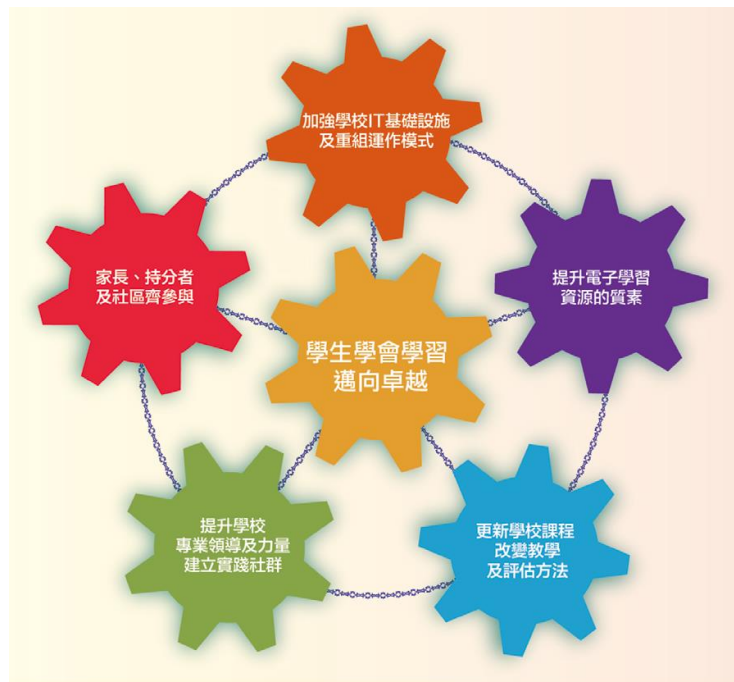 加強學校IT基礎設施
及重組運作模式
提升電子學習
資源的質素
更新學校課程
改變教學
及評估方法
提升學校
專業領導及力量
建立實踐社群
家長、持分者
及社區齊參與
學生學會學習
邁向卓越